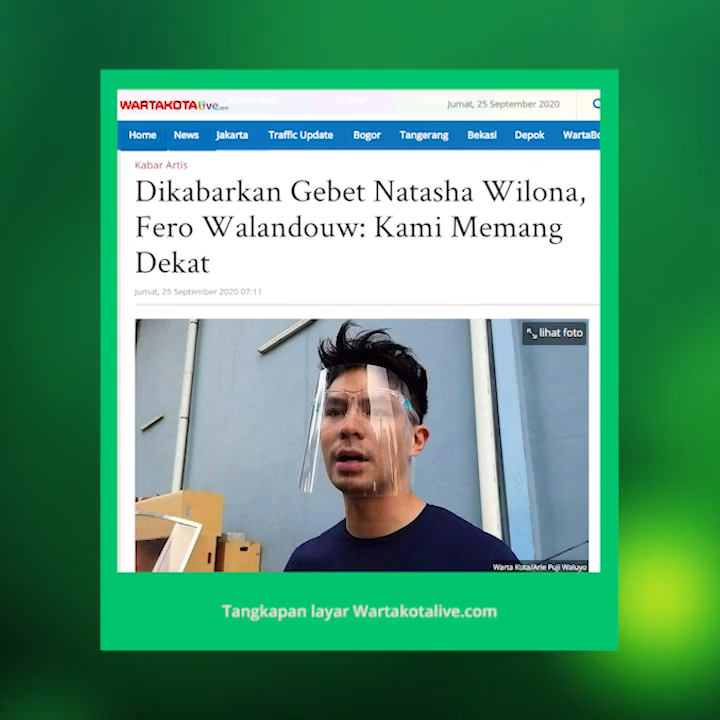 WARTAKOTAlive.com
Jumat, 25 September 2020
Home News Jakarta Traffic Update Bogor Tangerang Bekasi Depok
Kabar Artis
Dikabarkan Gebet Natasha Wilona,
Fero Walandouw: Kami Memang
Dekat
Jumat, 25 September 2020 07:11
lihat foto
Warta Kota/Arie Puji Waluyo
Tangkapan layar Wartakotalive.com